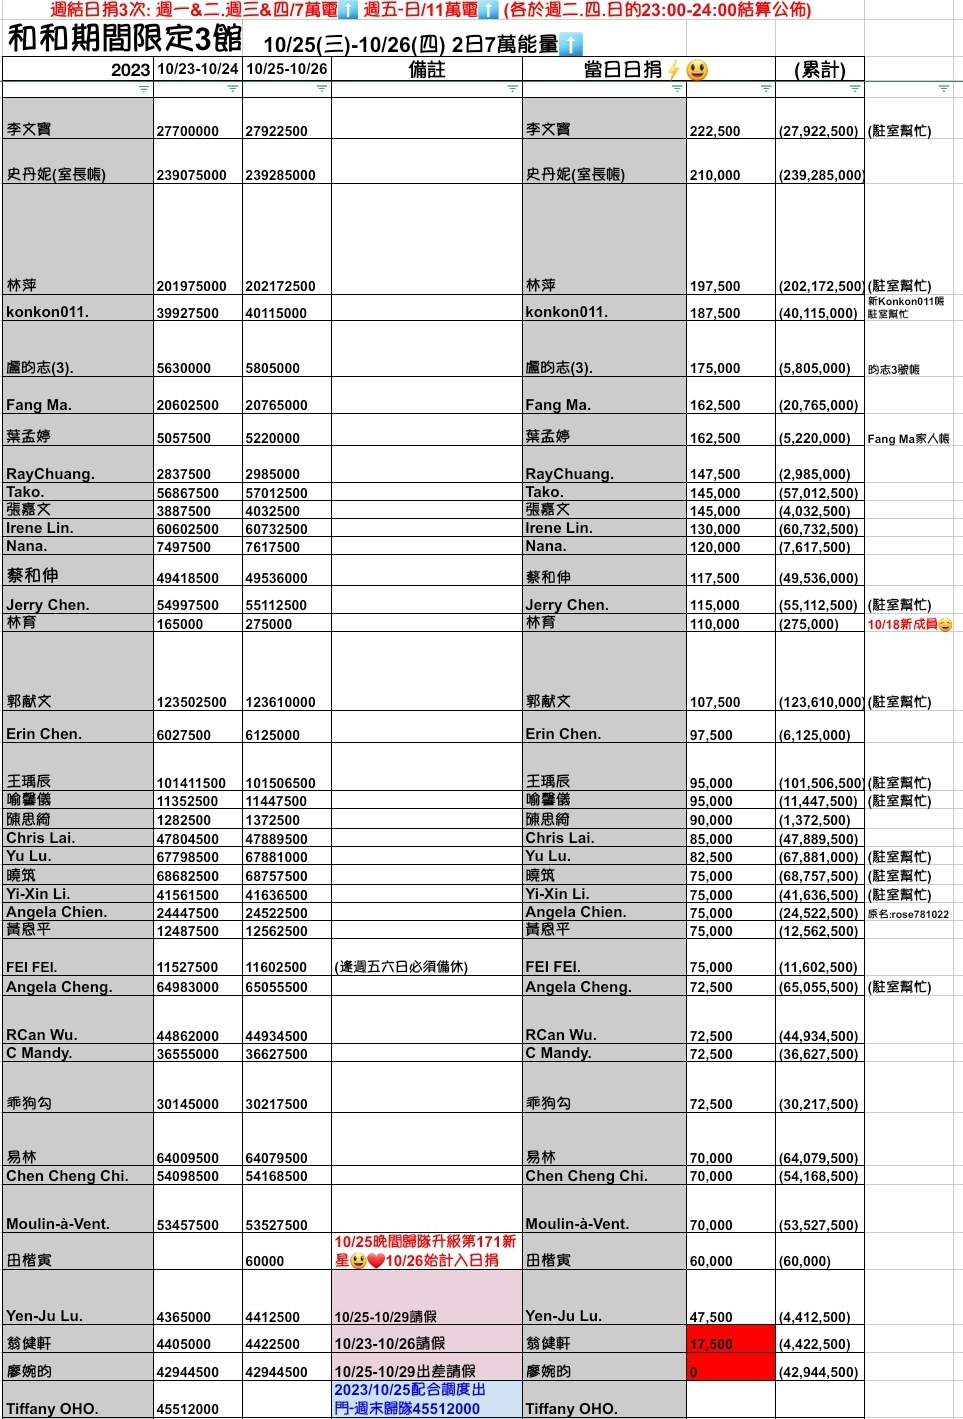 週結日捐3次: 週一&二.週三&四/7萬電⬆️ 週五-日/11萬電⬆️ (各於週二.四.日的23:00-24:00結算公佈)
和和期間限定3館 10/25(三)-10/26(四) 2日7萬能量⬆️
2023 10/23-10/24 10/25-10/26 備註 當日日捐⚡😃 (累計)
李文寶 27700000 27922500 李文寶 222,500 (27,922,500) (駐室幫忙)
史丹妮(室長帳) 239075000 239285000 史丹妮(室長帳) 210,000 (239,285,000)
林萍 201975000 202172500 林萍 197,500 (202,172,500) (駐室幫忙)
konkon011. 39927500 40115000 konkon011. 187,500 (40,115,000) 新Konkon011帳
駐室幫忙
盧昀志(3). 5630000 5805000 盧昀志(3). 175,000 (5,805,000) 昀志3號帳
Fang Ma. 20602500 20765000 Fang Ma. 162,500 (20,765,000)
葉孟婷 5057500 5220000 葉孟婷 162,500 (5,220,000) Fang Ma家人帳
RayChuang. 2837500 2985000 RayChuang. 147,500 (2,985,000)
Tako. 56867500 57012500 Tako. 145,000 (57,012,500)
張嘉文 3887500 4032500 張嘉文 145,000 (4,032,500)
Irene Lin. 60602500 60732500 Irene Lin. 130,000 (60,732,500)
Nana. 7497500 7617500 Nana. 120,000 (7,617,500)
蔡和伸 49418500 49536000 蔡和伸 117,500 (49,536,000)
Jerry Chen. 54997500 55112500 Jerry Chen. 115,000 (55,112,500) (駐室幫忙)
林育 165000 275000 林育 110,000 (275,000) 10/18新成員😄
郭献文 123502500 123610000 郭献文 107,500 (123,610,000) (駐室幫忙)
Erin Chen. 6027500 6125000 Erin Chen. 97,500 (6,125,000)
王瑀辰 101411500 101506500 王瑀辰 95,000 (101,506,500) (駐室幫忙)
喻馨儀 11352500 11447500 喻馨儀 95,000 (11,447,500) (駐室幫忙)
陳思綺 1282500 1372500 陳思綺 90,000 (1,372,500)
Chris Lai. 47804500 47889500 Chris Lai. 85,000 (47,889,500)
Yu Lu. 67798500 67881000 Yu Lu. 82,500 (67,881,000) (駐室幫忙)
曉筑 68682500 68757500 曉筑 75,000 (68,757,500) (駐室幫忙)
Yi-Xin Li. 41561500 41636500 Yi-Xin Li. 75,000 (41,636,500) (駐室幫忙)
Angela Chien. 24447500 24522500 Angela Chien. 75,000 (24,522,500) 原名:rose781022
黃恩平 12487500 12562500 黃恩平 75,000 (12,562,500)
FEI FEI. 11527500 11602500 (逢週五六日必須備休) FEI FEI. 75,000 (11,602,500)
Angela Cheng. 64983000 65055500 Angela Cheng. 72,500 (65,055,500) (駐室幫忙)
RCan Wu. 44862000 44934500 RCan Wu. 72,500 (44,934,500)
C Mandy. 36555000 36627500 C Mandy. 72,500 (36,627,500)
乖狗勾 30145000 30217500 乖狗勾 72,500 (30,217,500)
易林 64009500 64079500 易林 70,000 (64,079,500)
Chen Cheng Chi. 54098500 54168500 Chen Cheng Chi. 70,000 (54,168,500)
Moulin-à-Vent. 53457500 53527500 Moulin-à-Vent. 70,000 (53,527,500)
10/25晚間歸隊升級第171新
田楷寅 60000 星😃❤️10/26始計入日捐 田楷寅 60,000 (60,000)
Yen-Ju Lu. 4365000 4412500 10/25-10/29請假 Yen-Ju Lu. 47,500 (4,412,500)
翁健軒 4405000 4422500 10/23-10/26請假 翁健軒 17,500 (4,422,500)
廖婉昀 42944500 42944500 10/25-10/29出差請假 廖婉昀 0 (42,944,500)
2023/10/25配合調度出
Tiffany OHO. 45512000 門-週末歸隊45512000 Tiffany OHO.